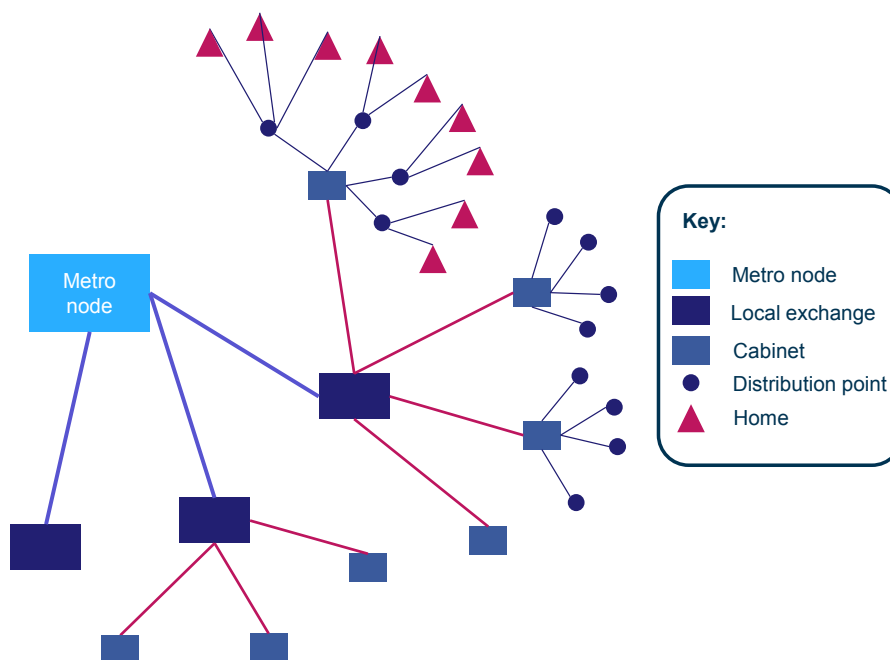 Metro
node
Key:
Metro node
Local exchange
Cabinet
Distribution point
Home